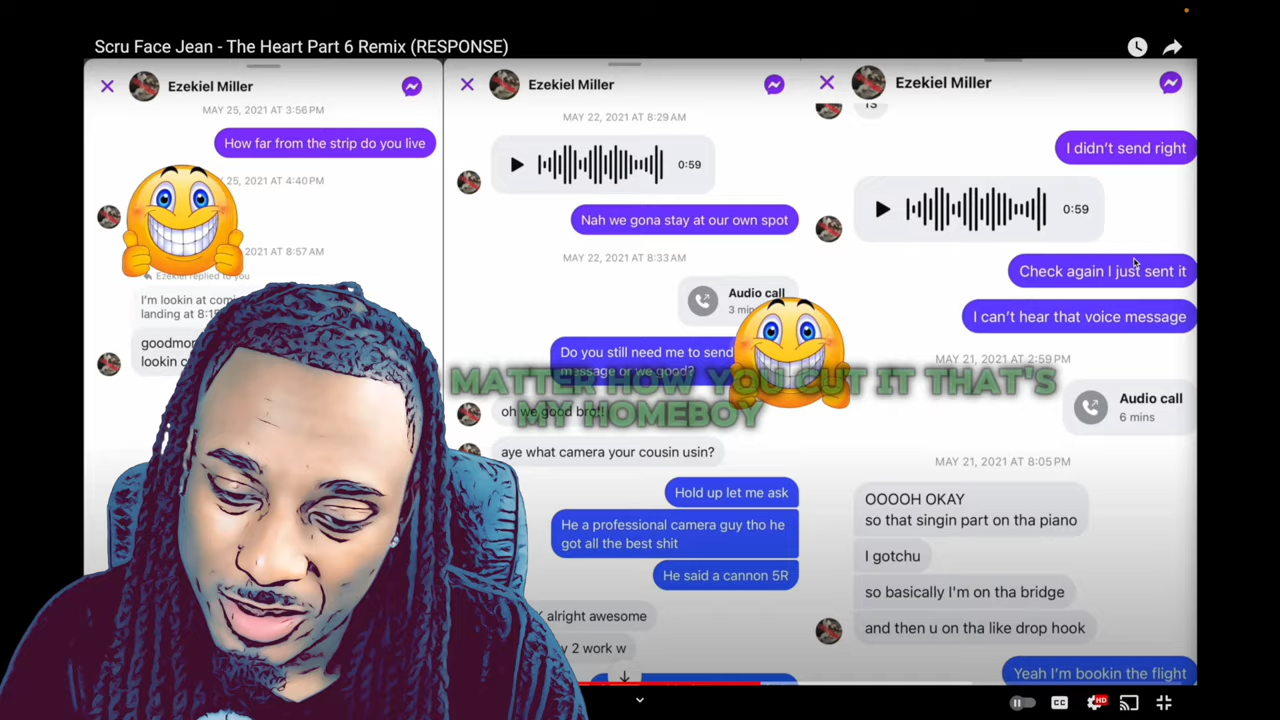 Scru Face Jean - The Heart Part 6 Remix (RESPONSE)
Ezekiel Miller
MAY 25, 2021 AT 3:56 PM
How far from the strip do you live
25, 2021 AT 4:40 PM
2021 AT 8:57 AM
Ezekiel replied to you
I'm lookin at
landing at
goodmor
lookin
Ezekiel Miller
MAY 22, 2021 AT 8:29 AM
0:59
Nah we gona stay at our own spot
MAY 22, 2021 AT 8:33 AM
Audio call
3
Do you still need me to send
message or we good?
oh we good bro!!
aye what camera your cousin usin?
Hold up let me ask
He a professional camera guy tho he
got all the best shit
He said a cannon 5R
alright awesome
2 work w
Ezekiel Miller
I didn't send right
0:59
Check again I just sent it
I can't hear that voice message
MAY 21, 2021 AT 2:59 PM
Audio call
6 mins
MAY 21, 2021 AT 8:05 PM
OOOOH OKAY
so that singin part on tha piano
I gotchu
so basically I'm on tha bridge
and then u on tha like drop hook
Yeah I'm bookin the flight
MATTER HOW YOU CUT IT THAT'S
MY HOMEBOY
CC
HD